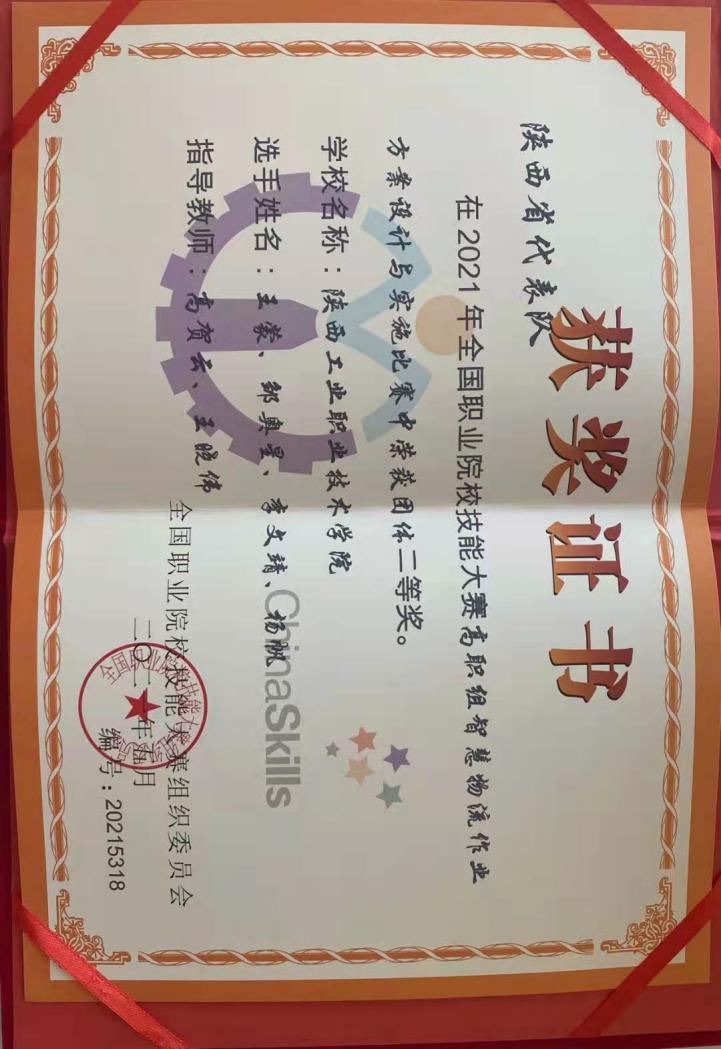 获奖证书
陕西省代表队
在2021年全国职业院校技能大赛高职组智慧物流作业
方案设计与实施比赛中荣获团体二等奖。
学校名称：陕西工业职业技术学院
选手姓名：王蒙、邹奥星、李文靖、杨帆
指导教师：高贺云、王晓伟
ChinaSkills
全国职业院校技能大赛组织委员会
二〇二一年 月
编号：20215318